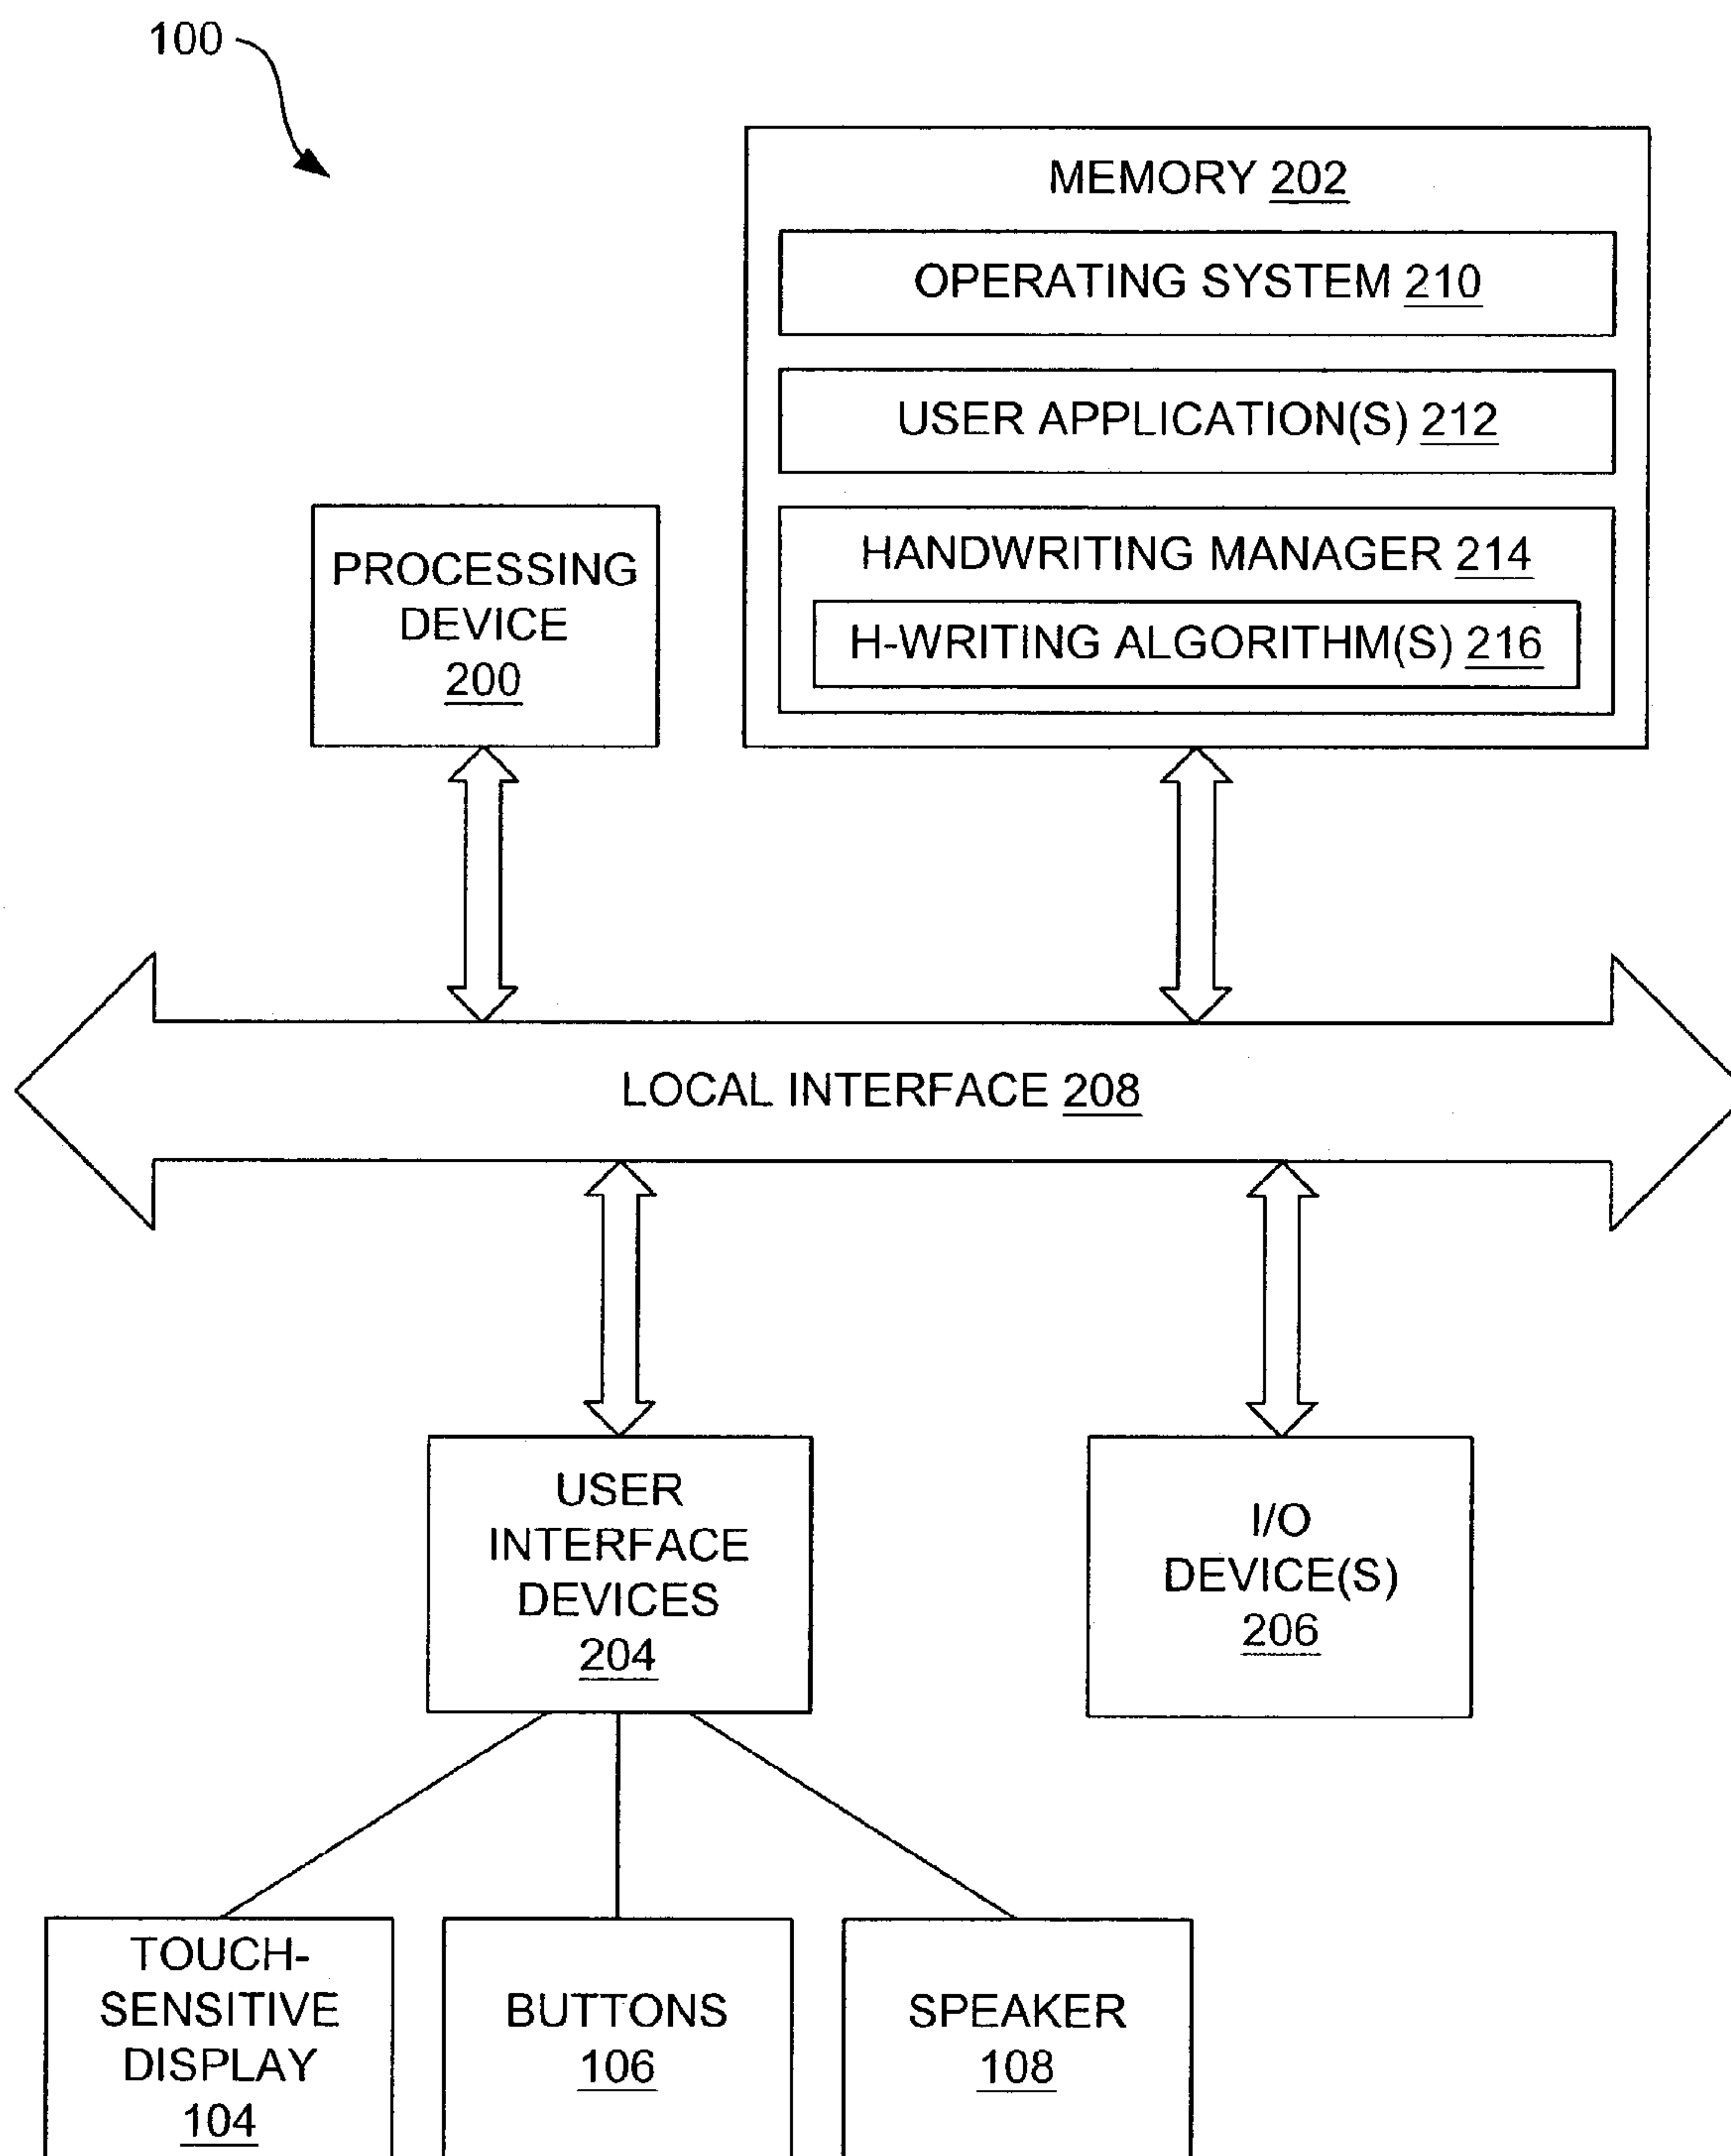 100
MEMORY 202
OPERATING SYSTEM 210
USER APPLICATION(S) 212
HANDWRITING MANAGER 214
H-WRITING ALGORITHM(S) 216
PROCESSING
DEVICE
200
LOCAL INTERFACE 208
USER
INTERFACE
DEVICES
204
I/O
DEVICE(S)
206
TOUCH-
SENSITIVE
DISPLAY
104
BUTTONS
106
SPEAKER
108